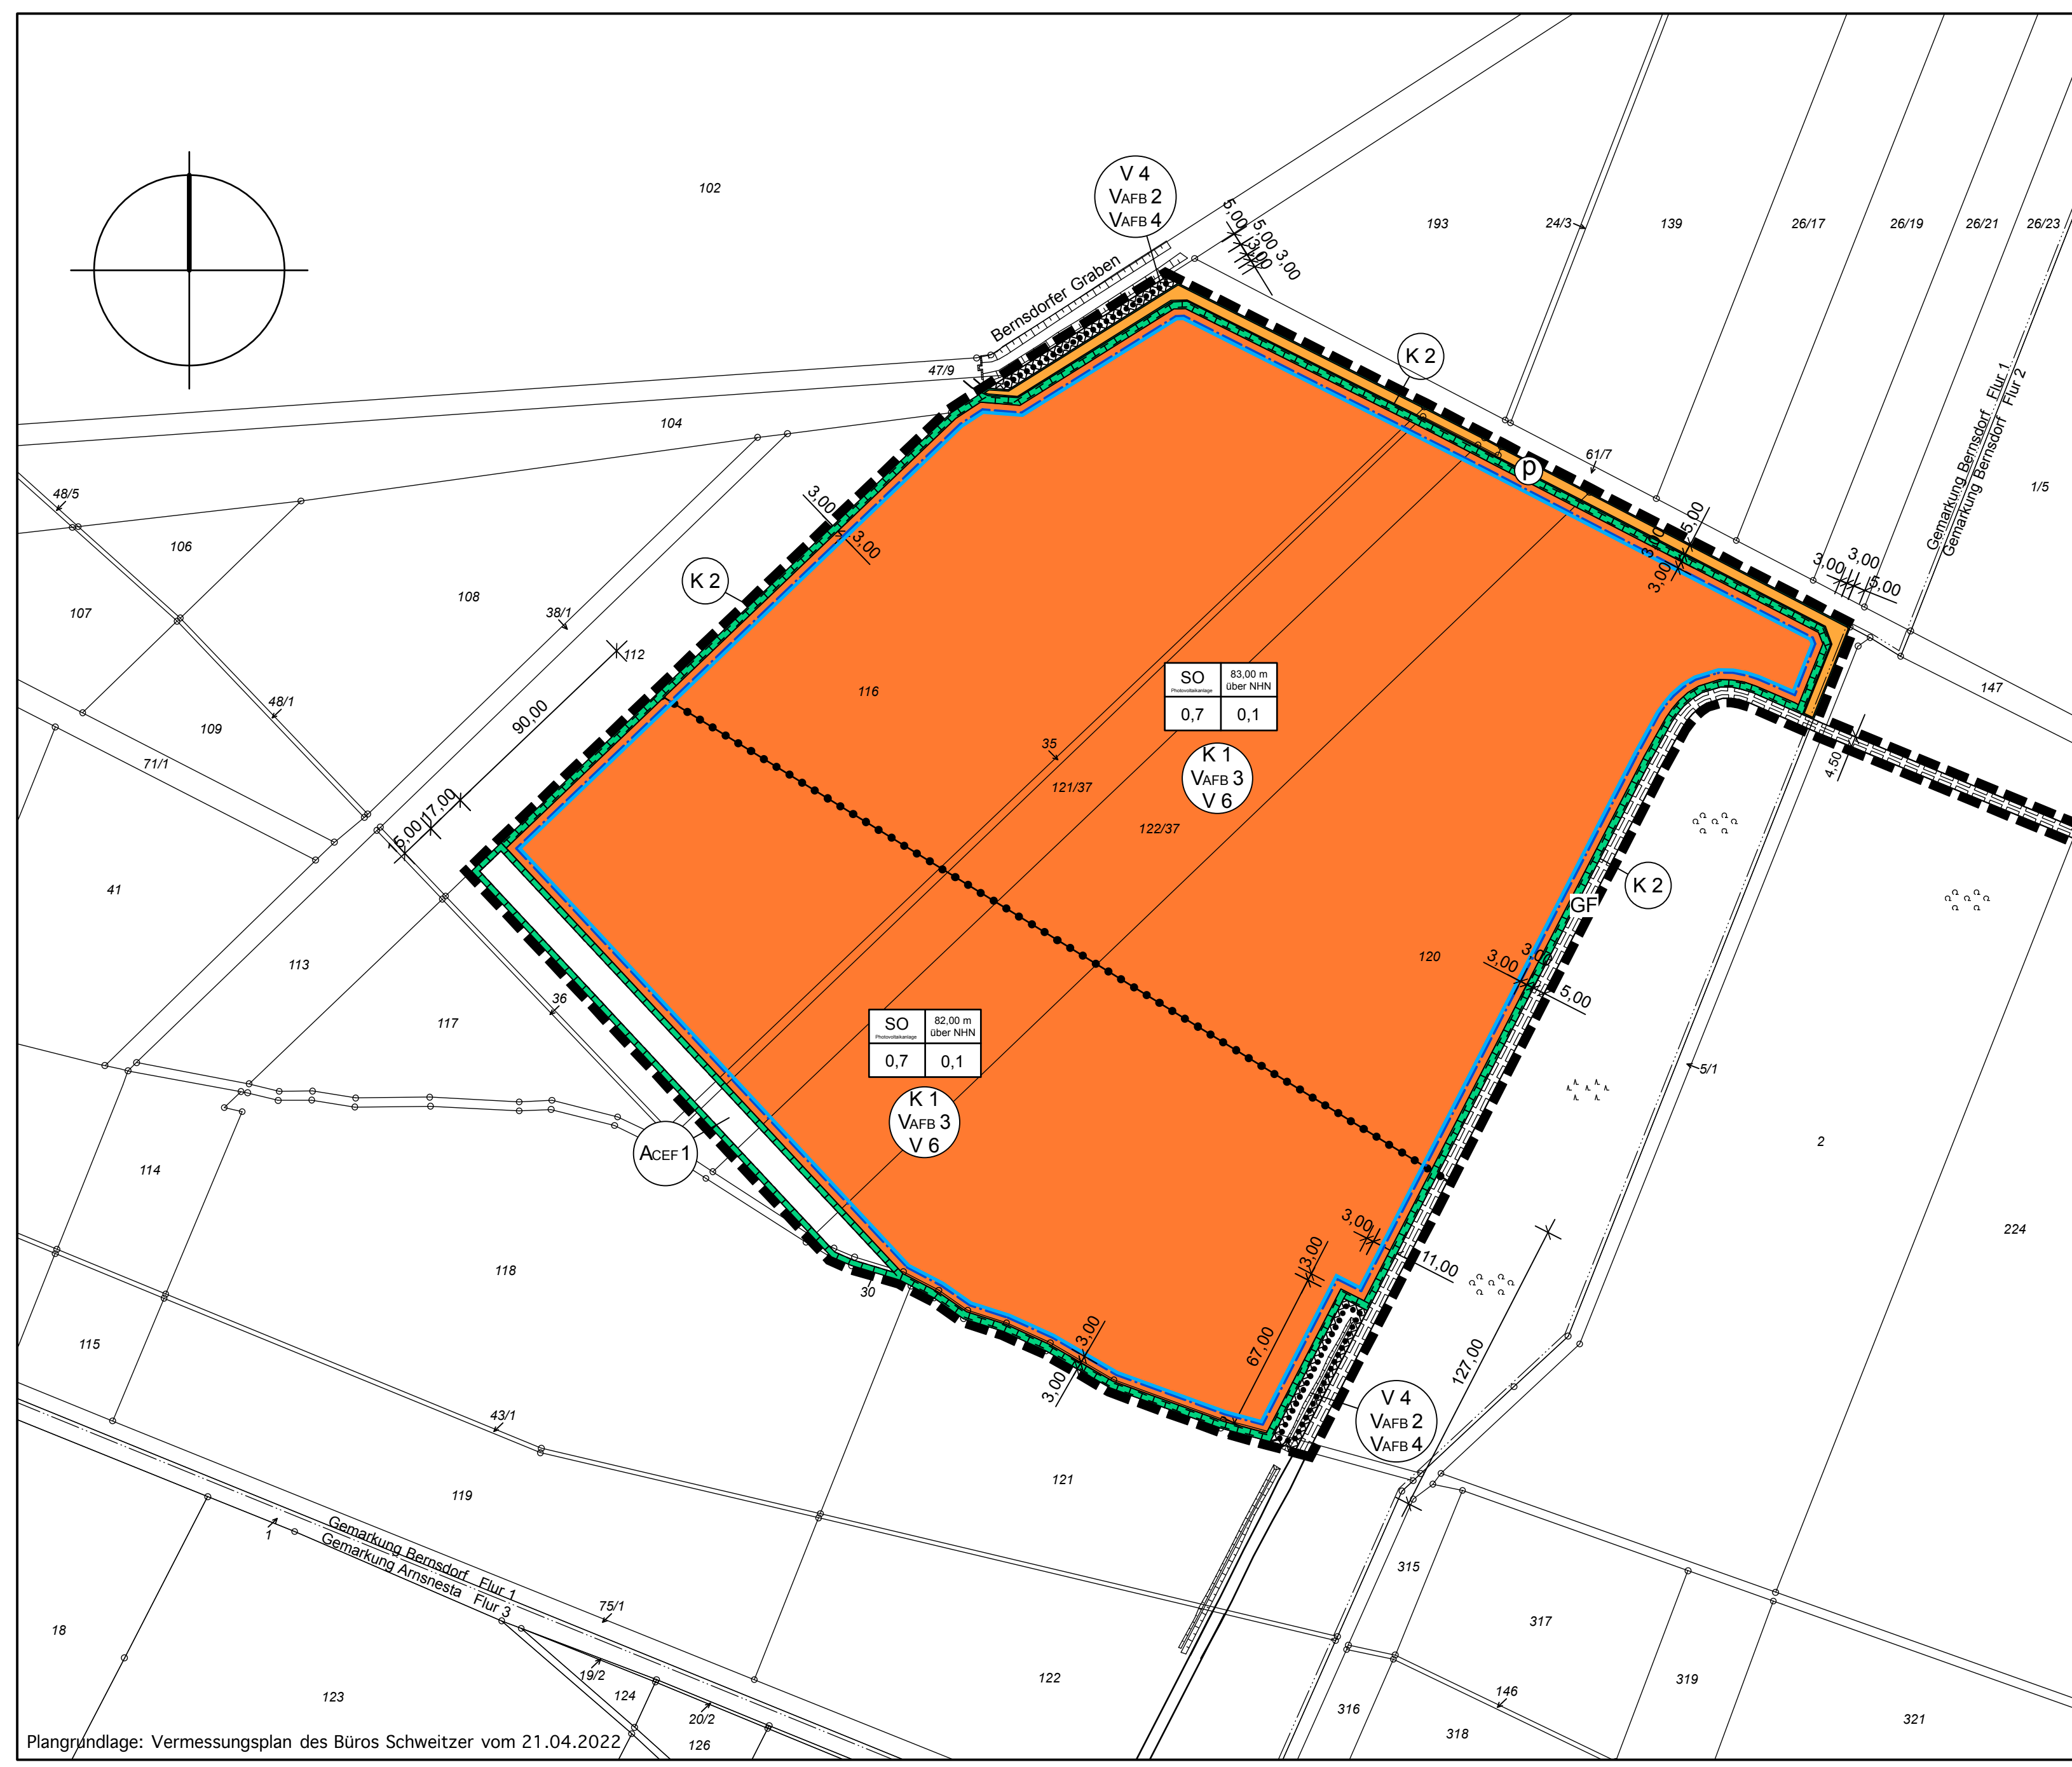 102
V 4
VAFB 2
VAFB 4
5,00
5,00
3,00
3,00
193
24/3
139
26/17
26/19
26/21
26/23
Bernsdorfer Graben
47/9
104
K 2
p
61/7
Gemarkung Bernsdorf Flur 1
Gemarkung Bernsdorf Flur 2
1/5
48/5
106
107
108
38/1
48/1
109
71/1
3,00
3,00
K 2
112
90,00
17,00
5,00
3,00
3,00
5,00
3,00
3,00
5,00
147
4,50
116
SO
Photovoltaikanlage
83,00 m
über NHN
0,7
0,1
K 1
VAFB 3
V 6
35
121/37
122/37
120
K 2
GF
3,00
3,00
5,00
41
113
36
117
SO
Photovoltaikanlage
82,00 m
über NHN
0,7
0,1
K 1
VAFB 3
V 6
ACEF 1
5/1
2
224
114
118
115
30
3,00
3,00
3,00
3,00
11,00
67,00
127,00
V 4
VAFB 2
VAFB 4
43/1
119
121
Gemarkung Bernsdorf Flur 1
Gemarkung Arnsnesta Flur 3
1
75/1
18
19/2
123
124
20/2
126
122
315
317
316
318
146
319
321
Plangrundlage: Vermessungsplan des Büros Schweitzer vom 21.04.2022